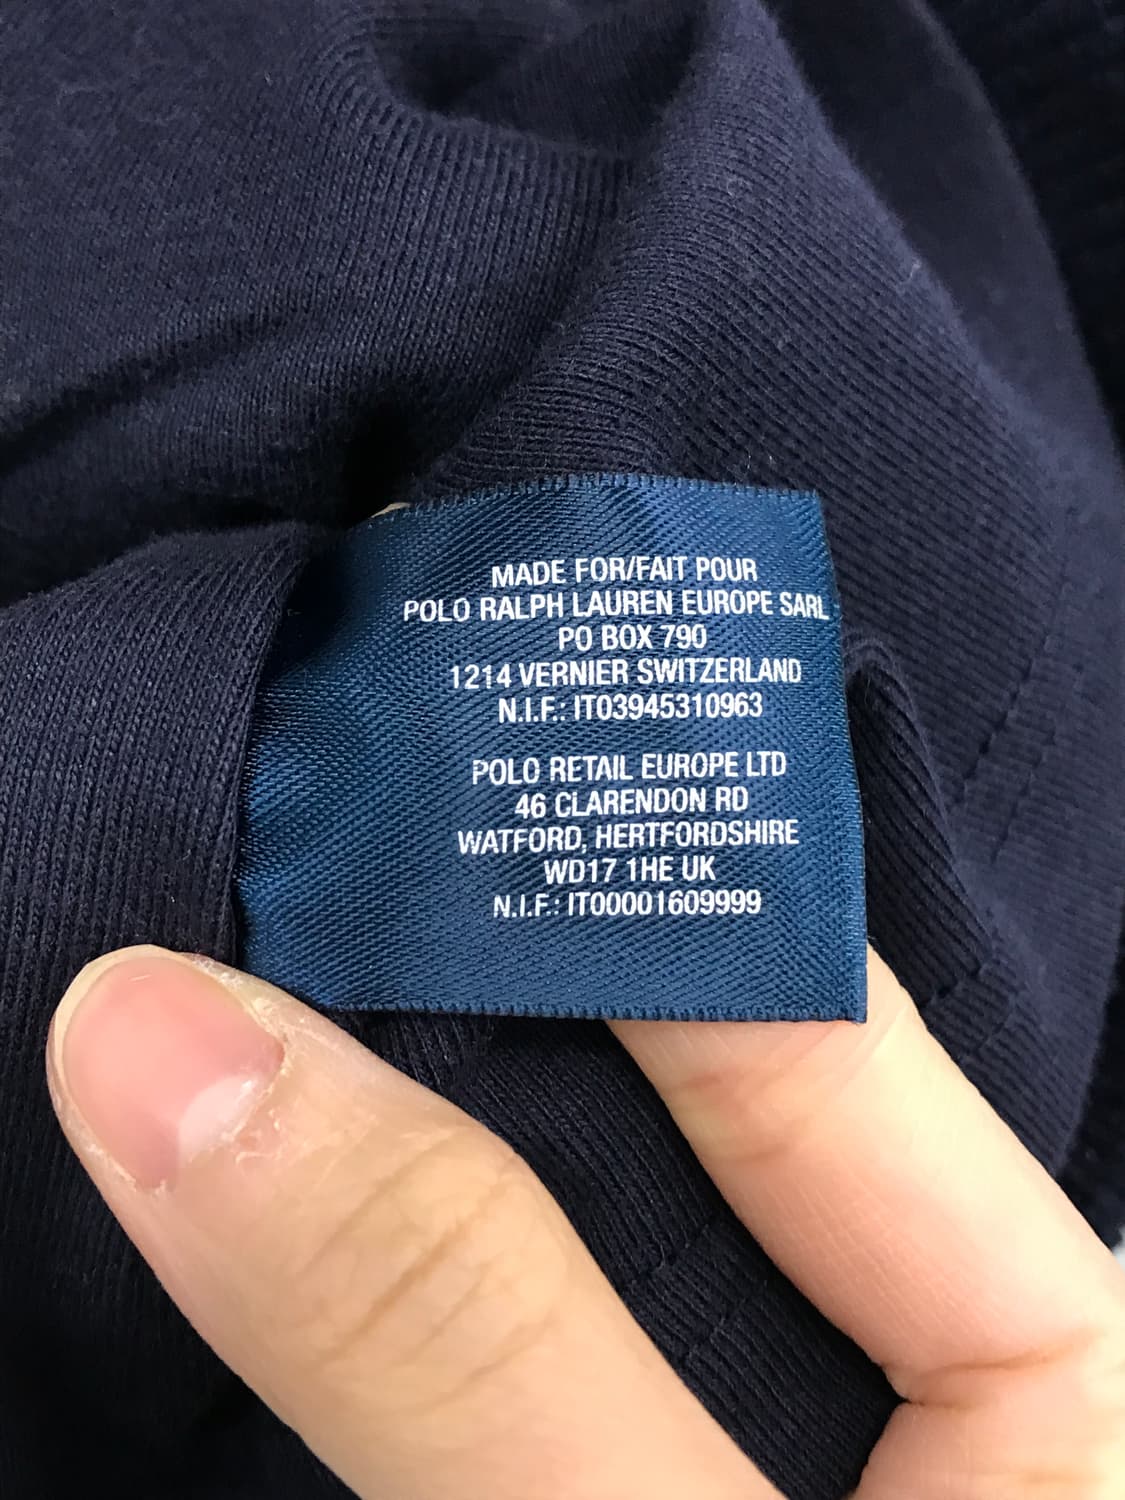 MADE FOR/FAIT POUR
POLO RALPH LAUREN EUROPE SARL
PO BOX 790
1214 VERNIER SWITZERLAND
N.I.F.: IT03945310963
POLO RETAIL EUROPE LTD
46 CLARENDON RD
WATFORD, HERTFORDSHIRE
WD17 1HE UK
N.I.F.: IT00001609999